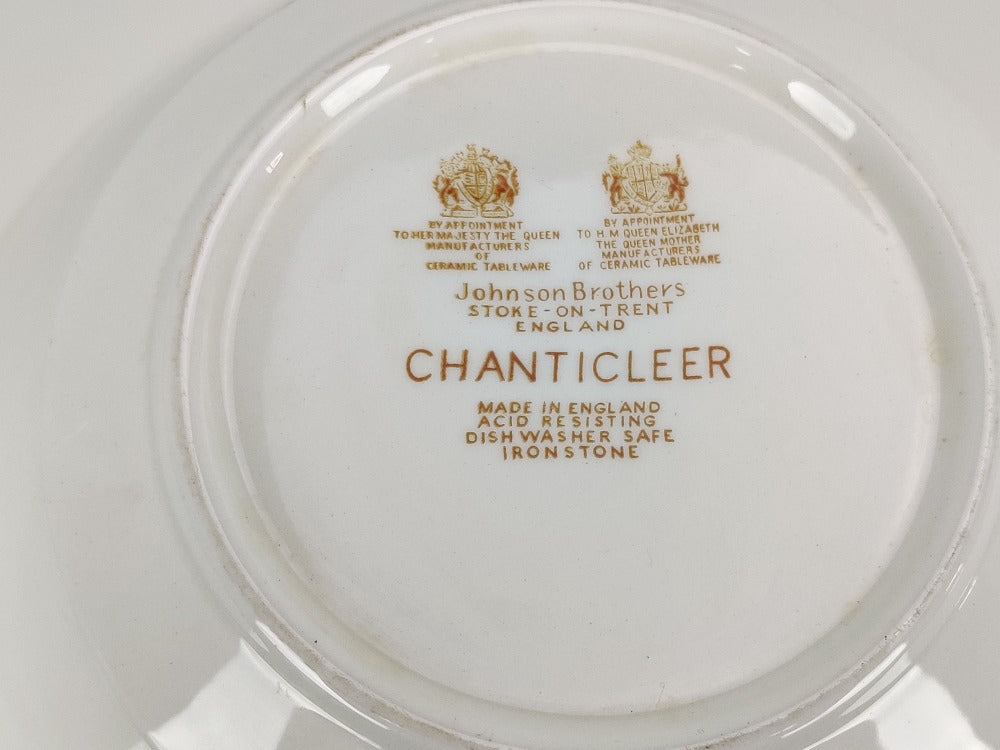 BY APPOINTMENT
TO HER MAJESTY THE QUEEN
MANUFACTURERS
OF
CERAMIC TABLEWARE
BY APPOINTMENT
TO H.M QUEEN ELIZABETH
THE QUEEN MOTHER
MANUFACTURERS
OF CERAMIC TABLEWARE
Johnson Brothers
STOKE-ON-TRENT
ENGLAND
CHANTICLEER
MADE IN ENGLAND
ACID RESISTING
DISH WASHER SAFE
IRONSTONE